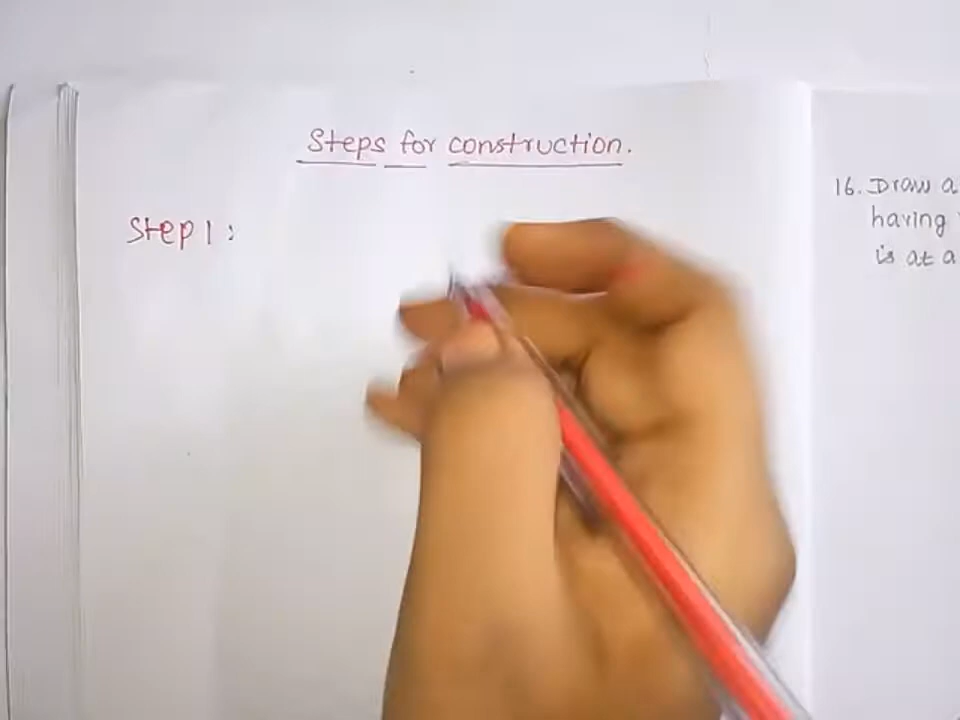 Steps for construction.
Step 1:
16. Draw a
having
is at a